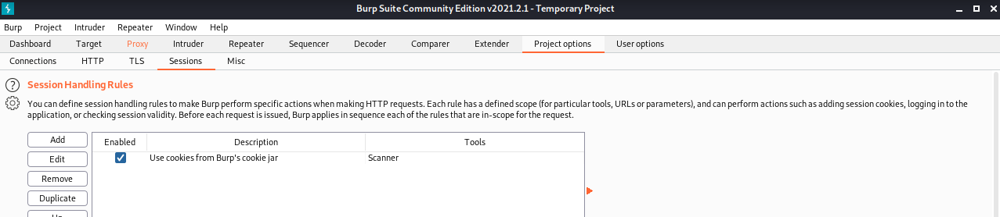 Burp Suite Community Edition v2021.2.1 - Temporary Project
Burp Project Intruder Repeater Window Help
Dashboard Target Proxy Intruder Repeater Sequencer Decoder Comparer Extender Project options User options
Connections HTTP TLS Sessions Misc
? Session Handling Rules
You can define session handling rules to make Burp perform specific actions when making HTTP requests. Each rule has a defined scope (for particular tools, URLs or parameters), and can perform actions such as adding session cookies, logging in to the
application, or checking session validity. Before each request is issued, Burp applies in sequence each of the rules that are in-scope for the request.
Add Enabled Description Tools
Edit Use cookies from Burp's cookie jar Scanner
Remove
Duplicate